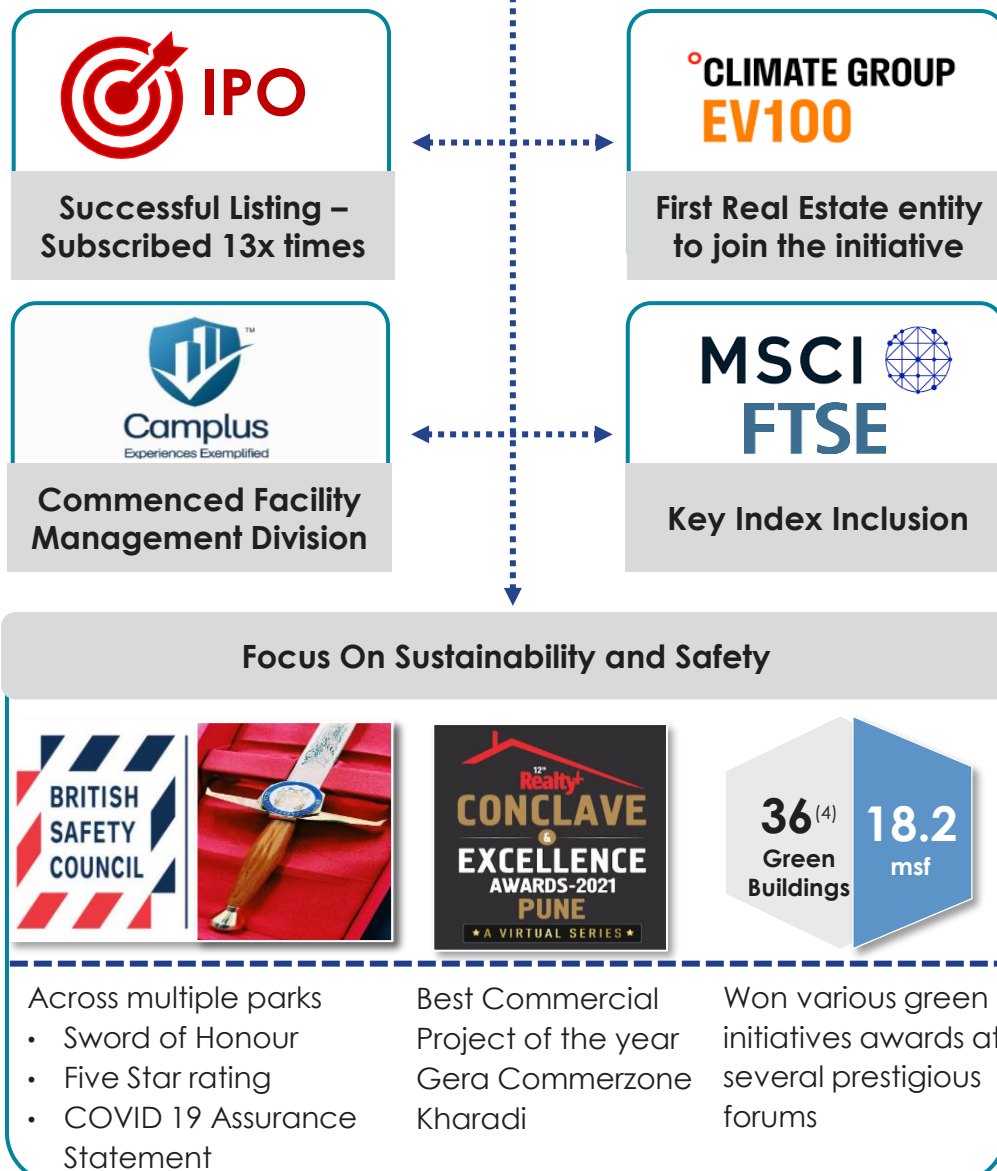 IPO
Successful Listing –
Subscribed 13x times
°CLIMATE GROUP
EV100
First Real Estate entity
to join the initiative
TM
Camplus
Experiences Exemplified
Commenced Facility
Management Division
MSCI
FTSE
Key Index Inclusion
Focus On Sustainability and Safety
BRITISH
SAFETY
COUNCIL
12th
Realty+
CONCLAVE
&
EXCELLENCE
AWARDS-2021
PUNE
★A VIRTUAL SERIES★
36(4)
Green
Buildings
18.2
msf
Across multiple parks
• Sword of Honour
• Five Star rating
• COVID 19 Assurance
Statement
Best Commercial
Project of the year
Gera Commerzone
Kharadi
Won various green
initiatives awards at
several prestigious
forums